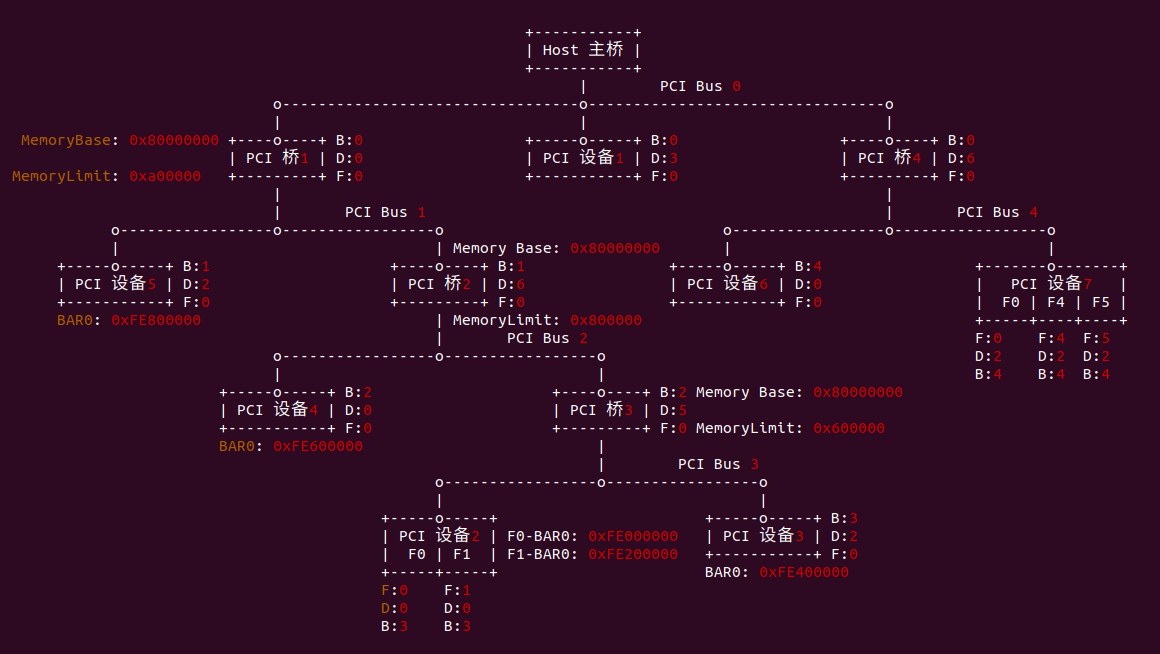 +-----------+
| Host 主桥 |
+-----------+
| PCI Bus 0
o---------------------------------o---------------------------------o
| | |
MemoryBase: 0x80000000 +----o----+ B:0 +-----o-----+ B:0 +----o----+ B:0
| PCI 桥1 | D:0 | PCI 设备1 | D:3 | PCI 桥4 | D:6
MemoryLimit: 0xa00000 +---------+ F:0 +-----------+ F:0 +---------+ F:0
| |
| PCI Bus 1 | PCI Bus 4
o-----------------o-----------------o o-----------------o-----------------o
| | Memory Base: 0x80000000 | |
+-----o-----+ B:1 +----o----+ B:1 +-----o-----+ B:4 +-------o-------+
| PCI 设备5 | D:2 | PCI 桥2 | D:6 | PCI 设备6 | D:0 | PCI 设备7 |
+-----------+ F:0 +---------+ F:0 +-----------+ F:0 | F0 | F4 | F5 |
BAR0: 0xFE800000 | MemoryLimit: 0x800000 +-----+----+----+
| PCI Bus 2 F:0 F:4 F:5
o-----------------o-----------------o D:2 D:2 D:2
| | B:4 B:4 B:4
+-----o-----+ B:2 +----o----+ B:2 Memory Base: 0x80000000
| PCI 设备4 | D:0 | PCI 桥3 | D:5
+-----------+ F:0 +---------+ F:0 MemoryLimit: 0x600000
BAR0: 0xFE600000 |
| PCI Bus 3
o-----------------o-----------------o
| |
+-----o-----+ +-----o-----+ B:3
| PCI 设备2 | F0-BAR0: 0xFE000000 | PCI 设备3 | D:2
| F0 | F1 | F1-BAR0: 0xFE200000 +-----------+ F:0
+-----+-----+ BAR0: 0xFE400000
F:0 F:1
D:0 D:0
B:3 B:3